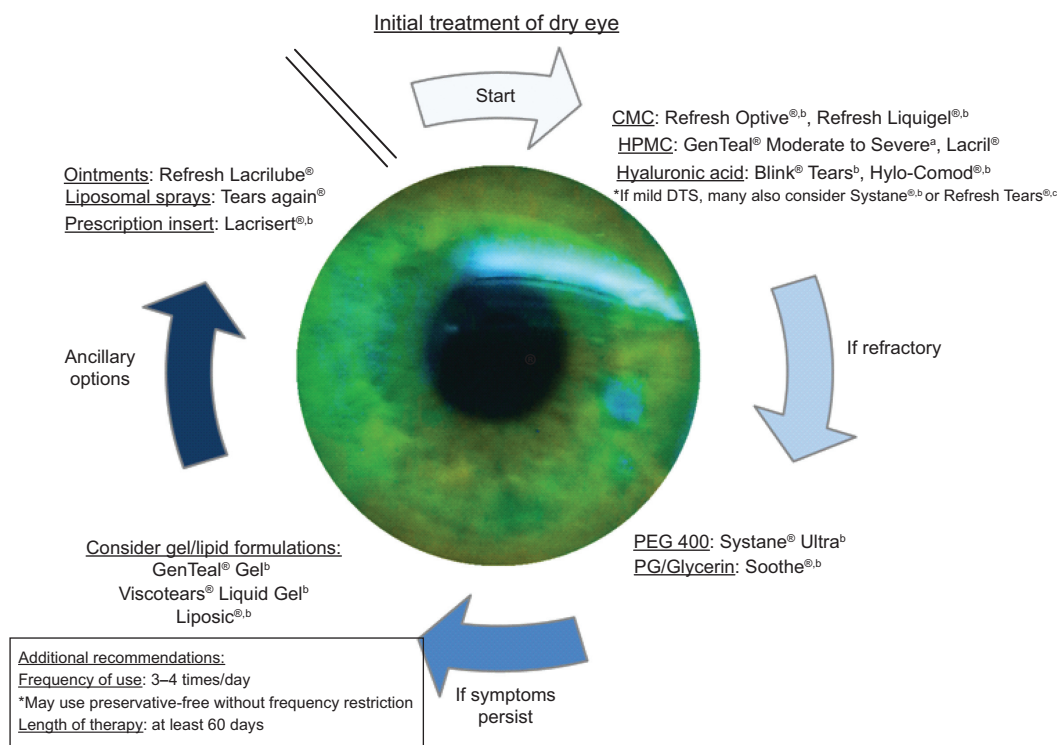 Initial treatment of dry eye
Start
CMC: Refresh Optive®,b, Refresh Liquigel®,b
HPMC: GenTeal® Moderate to Severea, Lacril®
Hyaluronic acid: Blink® Tearsb, Hylo-Comod®,b
*If mild DTS, many also consider Systane®,b or Refresh Tears®,c
If refractory
PEG 400: Systane® Ultrab
PG/Glycerin: Soothe®,b
If symptoms
persist
Consider gel/lipid formulations:
GenTeal® Gelb
Viscotears® Liquid Gelb
Liposic®,b
Additional recommendations:
Frequency of use: 3–4 times/day
*May use preservative-free without frequency restriction
Length of therapy: at least 60 days
Ancillary
options
Ointments: Refresh Lacrilube®
Liposomal sprays: Tears again®
Prescription insert: Lacrisert®,b
®